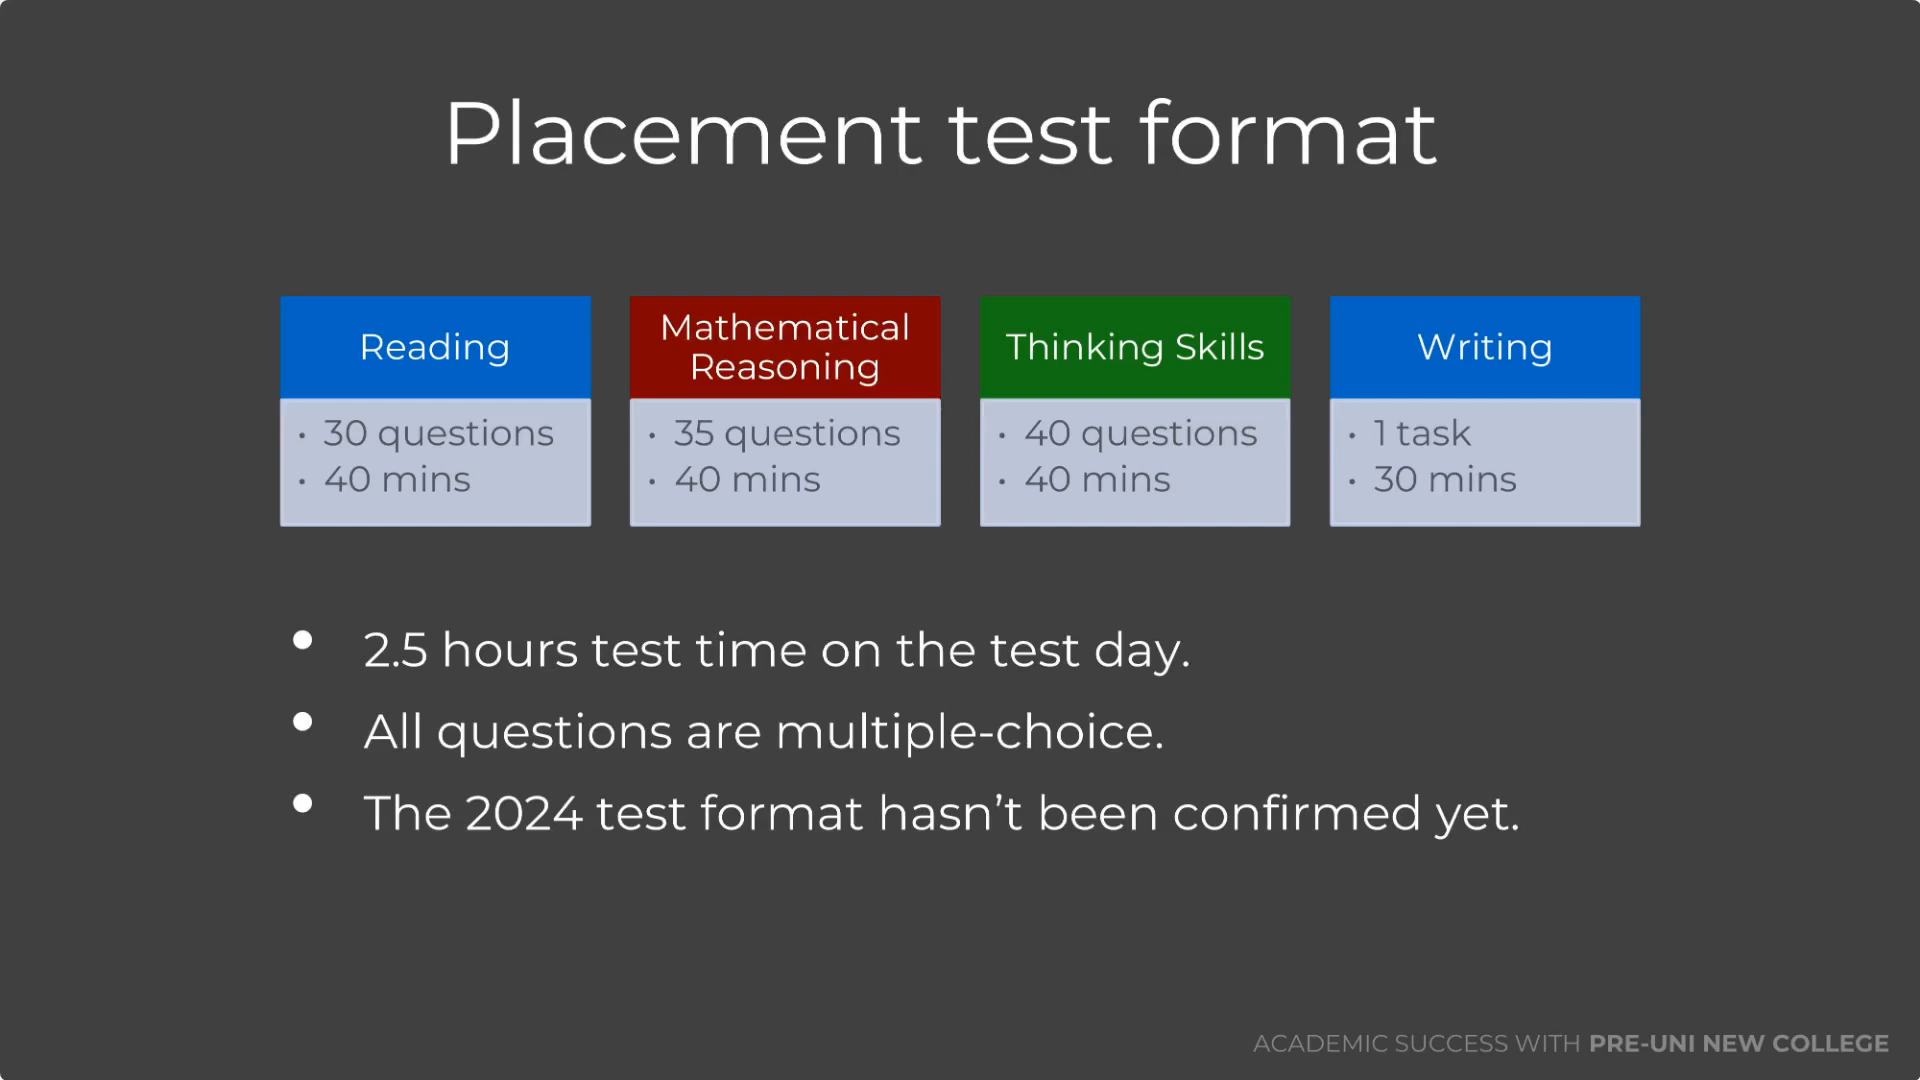 Placement test format
Reading
• 30 questions
• 40 mins
Mathematical
Reasoning
• 35 questions
• 40 mins
Thinking Skills
• 40 questions
• 40 mins
Writing
• 1 task
• 30 mins
• 2.5 hours test time on the test day.
• All questions are multiple-choice.
• The 2024 test format hasn’t been confirmed yet.
ACADEMIC SUCCESS WITH PRE-UNI NEW COLLEGE